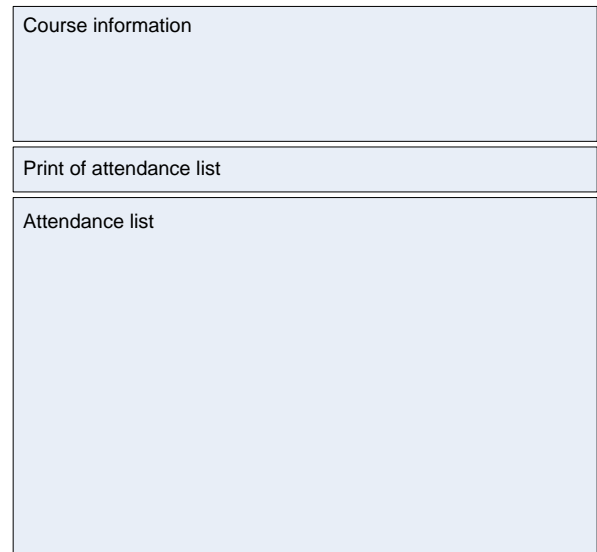 Course information
Print of attendance list
Attendance list